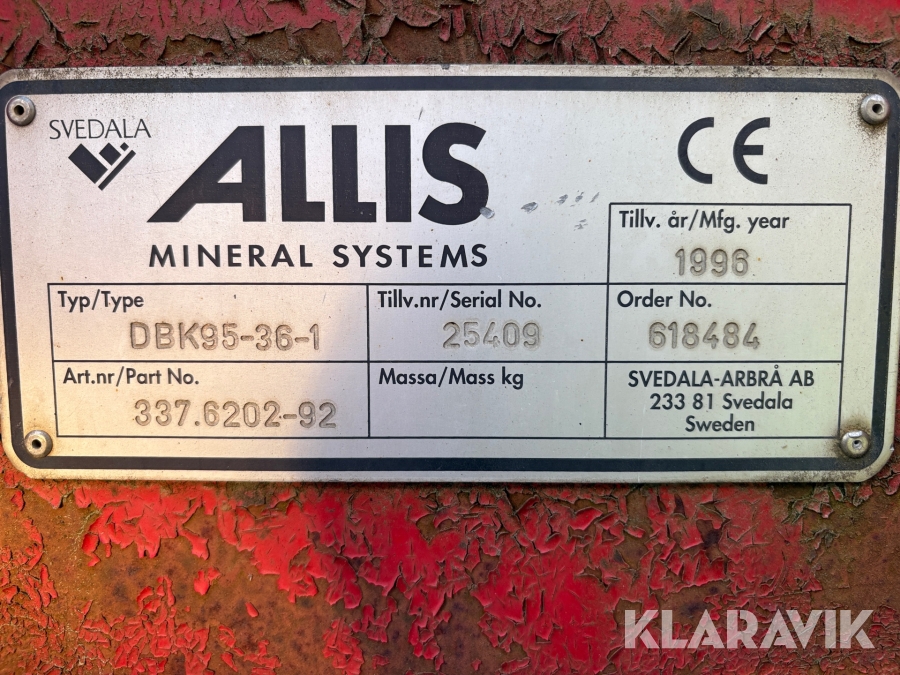 SVEDALA
ALLIS
MINERAL SYSTEMS
CE
Tillv. år/Mfg. year
1996
Typ/Type
DBK95-36-1
Tillv.nr/Serial No.
25409
Order No.
618484
Art.nr/Part No.
337.6202-92
Massa/Mass kg
SVEDALA-ARBRÅ AB
233 81 Svedala
Sweden
KLARAVIK